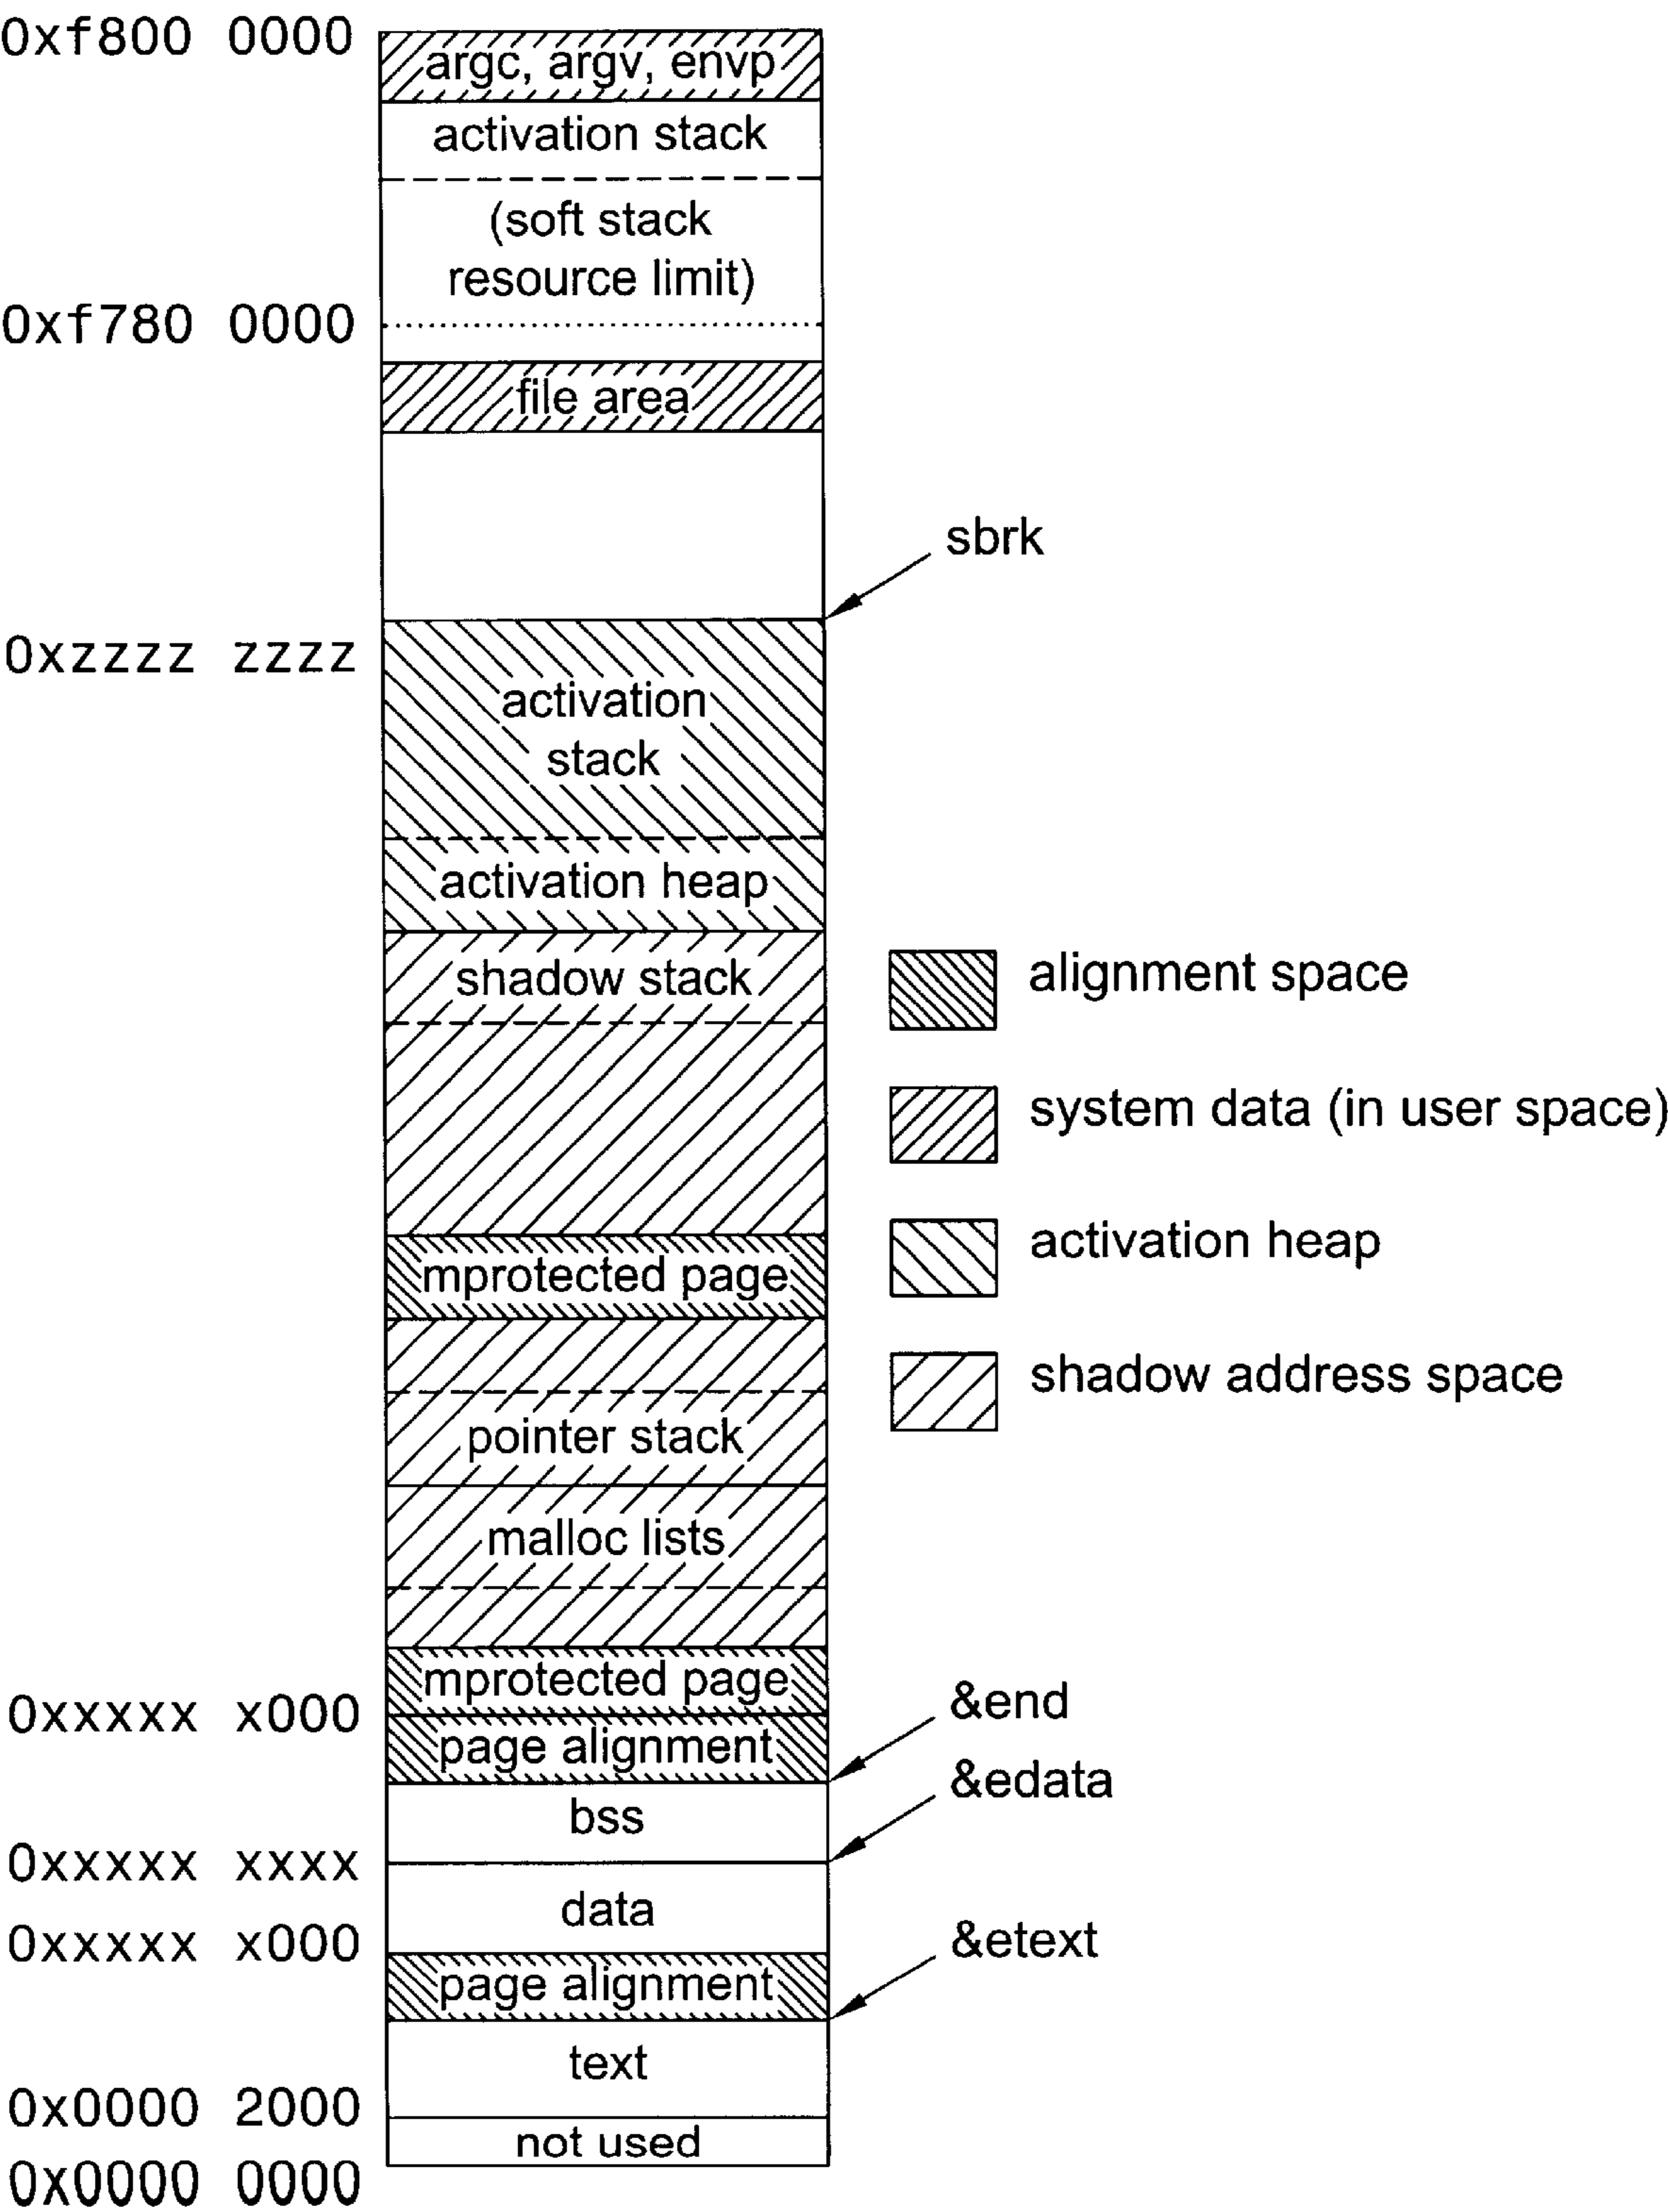 0xf800 0000
argc, argv, envp
activation stack
(soft stack
resource limit)
0xf780 0000
file area
sbrk
0xzzzz zzzz
activation
stack
activation heap
shadow stack
alignment space
system data (in user space)
activation heap
shadow address space
mprotected page
pointer stack
malloc lists
mprotected page
0xxxxx x000
&end
page alignment
&edata
bss
0xxxxx xxxx
data
0xxxxx x000
&etext
page alignment
text
0x0000 2000
not used
0x0000 0000